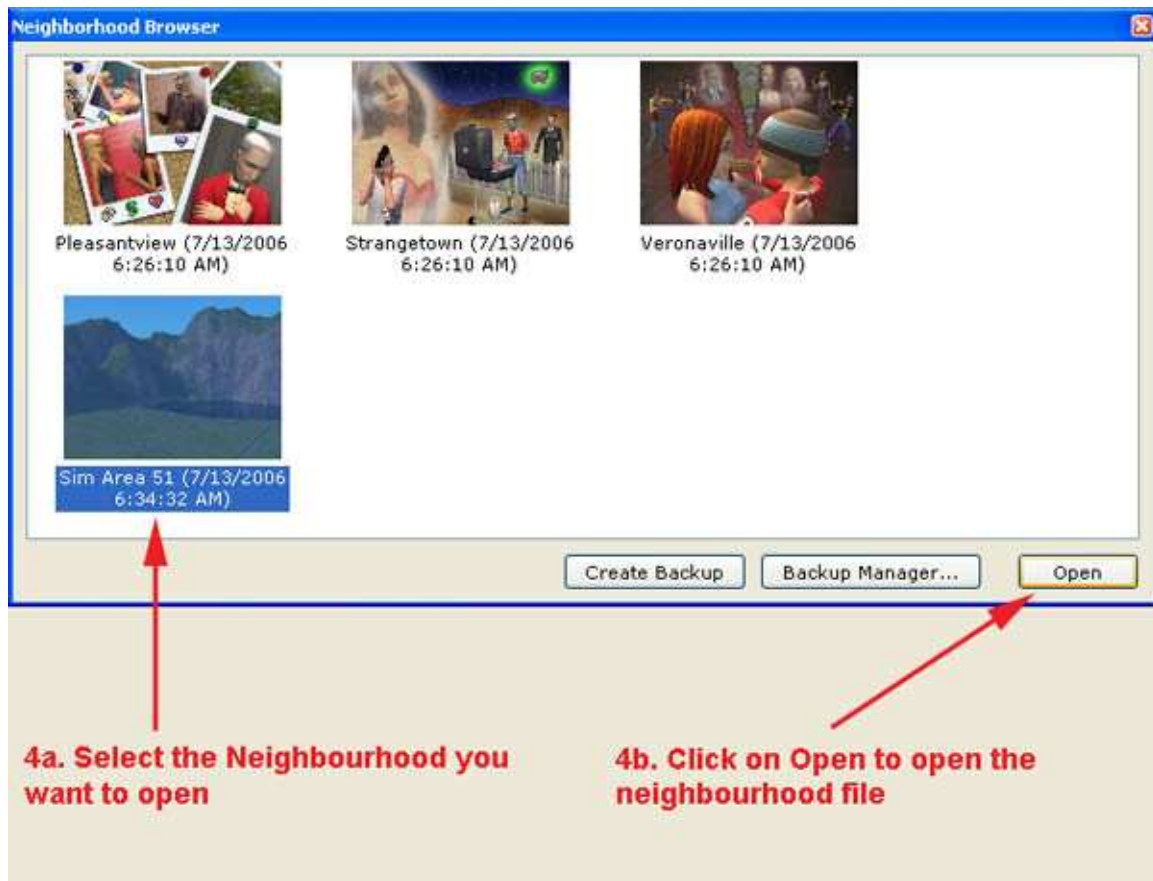 Neighborhood Browser
Pleasantview (7/13/2006
6:26:10 AM)
Strangetown (7/13/2006
6:26:10 AM)
Veronaville (7/13/2006
6:26:10 AM)
Sim Area 51 (7/13/2006
6:34:32 AM)
Create Backup
Backup Manager...
Open
4a. Select the Neighbourhood you
want to open
4b. Click on Open to open the
neighbourhood file